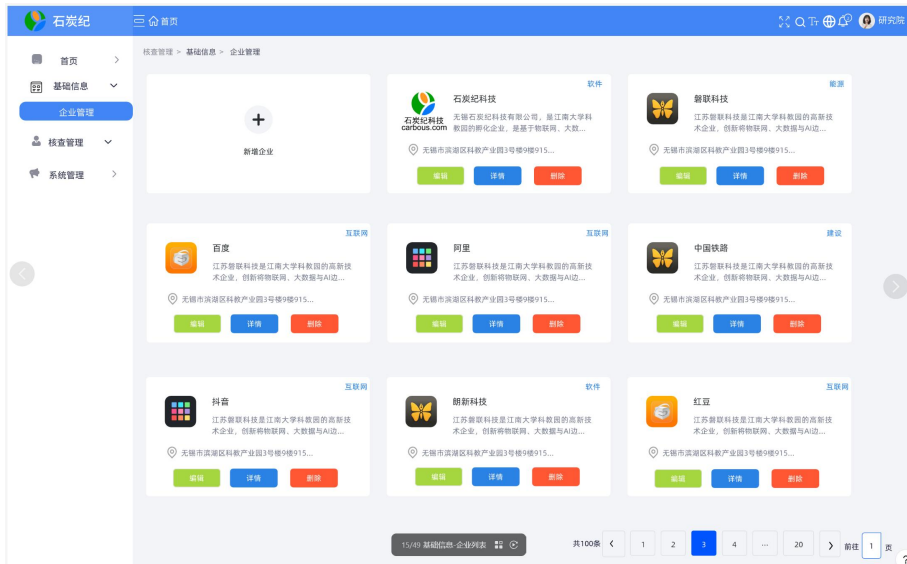 石炭纪
首页
研究院
首页
基础信息
企业管理
核查管理
系统管理
核查管理 > 基础信息 > 企业管理
新增企业
软件
石炭纪科技
石炭纪科技
carbous.com
无锡石炭纪科技有限公司，是江南大学科
教园的孵化企业，是基于物联网、大数...
无锡市滨湖区科教产业园3号楼9楼915...
编辑 详情 删除
能源
磐联科技
江苏磐联科技是江南大学科教园的高新技
术企业，创新将物联网、大数据与AI边...
无锡市滨湖区科教产业园3号楼9楼915...
编辑 详情 删除
互联网
百度
江苏磐联科技是江南大学科教园的高新技
术企业，创新将物联网、大数据与AI边...
无锡市滨湖区科教产业园3号楼9楼915...
编辑 详情 删除
互联网
阿里
江苏磐联科技是江南大学科教园的高新技
术企业，创新将物联网、大数据与AI边...
无锡市滨湖区科教产业园3号楼9楼915...
编辑 详情 删除
建设
中国铁路
江苏磐联科技是江南大学科教园的高新技
术企业，创新将物联网、大数据与AI边...
无锡市滨湖区科教产业园3号楼9楼915...
编辑 详情 删除
互联网
抖音
江苏磐联科技是江南大学科教园的高新技
术企业，创新将物联网、大数据与AI边...
无锡市滨湖区科教产业园3号楼9楼915...
编辑 详情 删除
软件
朗新科技
江苏磐联科技是江南大学科教园的高新技
术企业，创新将物联网、大数据与AI边...
无锡市滨湖区科教产业园3号楼9楼915...
编辑 详情 删除
互联网
红豆
江苏磐联科技是江南大学科教园的高新技
术企业，创新将物联网、大数据与AI边...
无锡市滨湖区科教产业园3号楼9楼915...
编辑 详情 删除
15/49 基础信息-企业列表
共100条 1 2 3 4 ... 20 前往 1 页